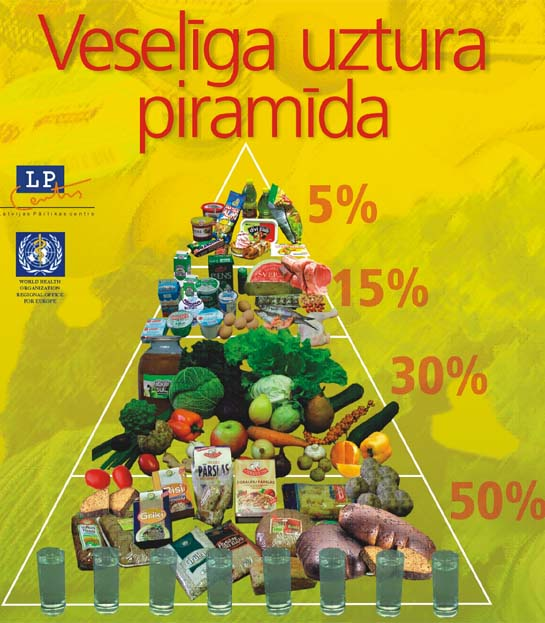 Veselīga uztura
piramīda
LP
Centrs
Latvijas Pārtikas centrs
WORLD HEALTH
ORGANIZATION
REGIONAL OFFICE
FOR EUROPE
5%
15%
30%
50%
PĀRSLAS
Griķi